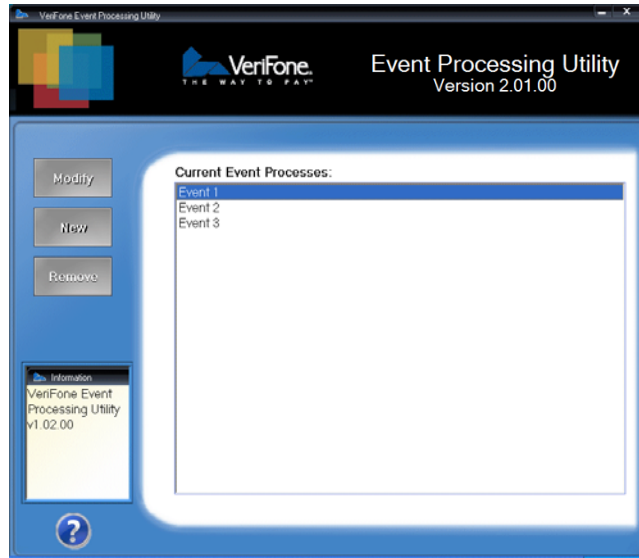 VeriFone Event Processing Utility
VeriFone.
THE WAY TO PAY™
Event Processing Utility
Version 2.01.00
Modify
New
Remove
Current Event Processes:
Event 1
Event 2
Event 3
Information
VeriFone Event
Processing Utility
v1.02.00
?